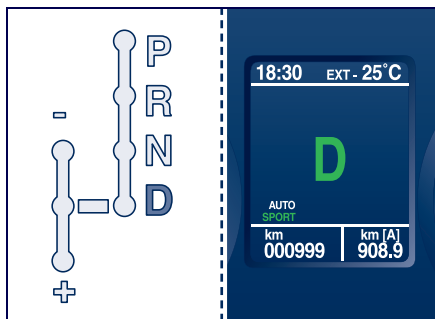 P
R
-
N
D
+
18:30 EXT - 25°C
D
AUTO
SPORT
km km [A]
000999 908.9